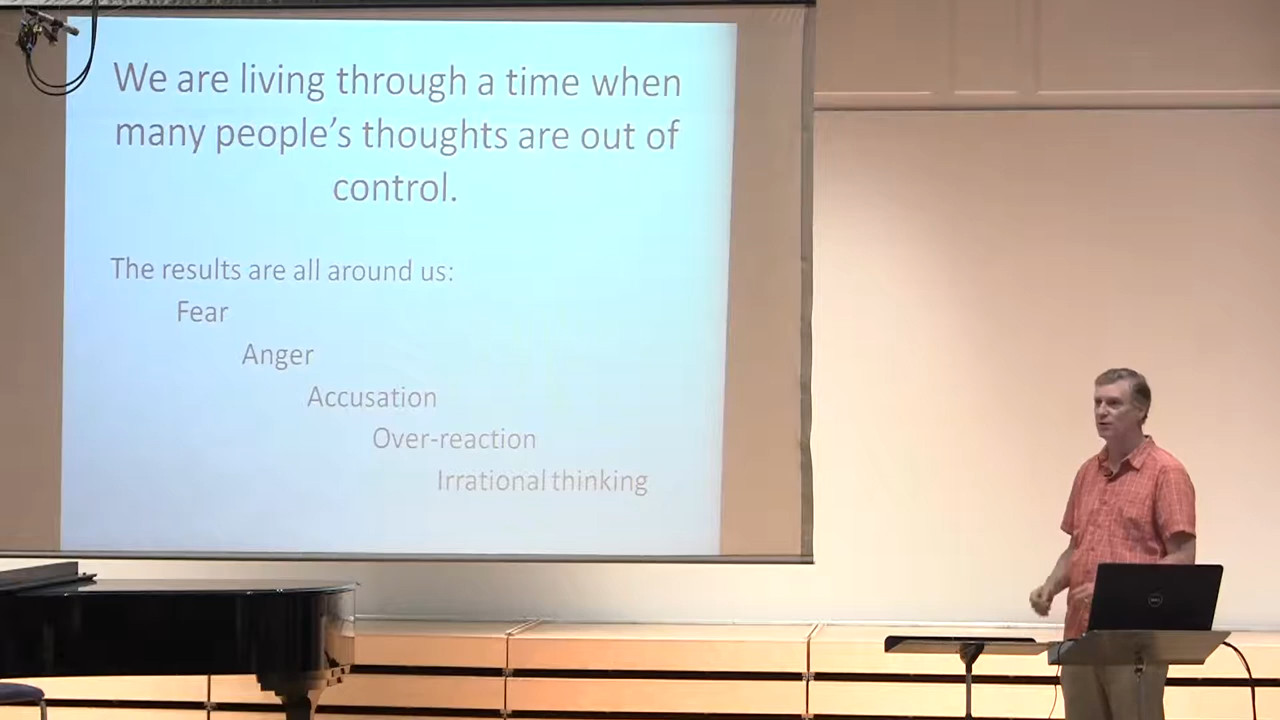 We are living through a time when
many people's thoughts are out of
control.
The results are all around us:
Fear
Anger
Accusation
Over-reaction
Irrational thinking
DELL